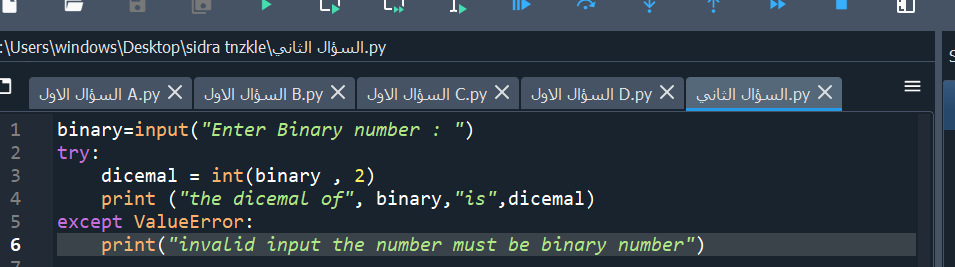 :\Users\windows\Desktop\sidra tnzkle\السؤال الثاني.py
السؤال الاول A.py
السؤال الاول B.py
السؤال الاول C.py
السؤال الاول D.py
السؤال الثاني.py
1 binary=input("Enter Binary number : ")
2 try:
3 dicemal = int(binary , 2)
4 print ("the dicemal of", binary,"is",dicemal)
5 except ValueError:
6 print("invalid input the number must be binary number")